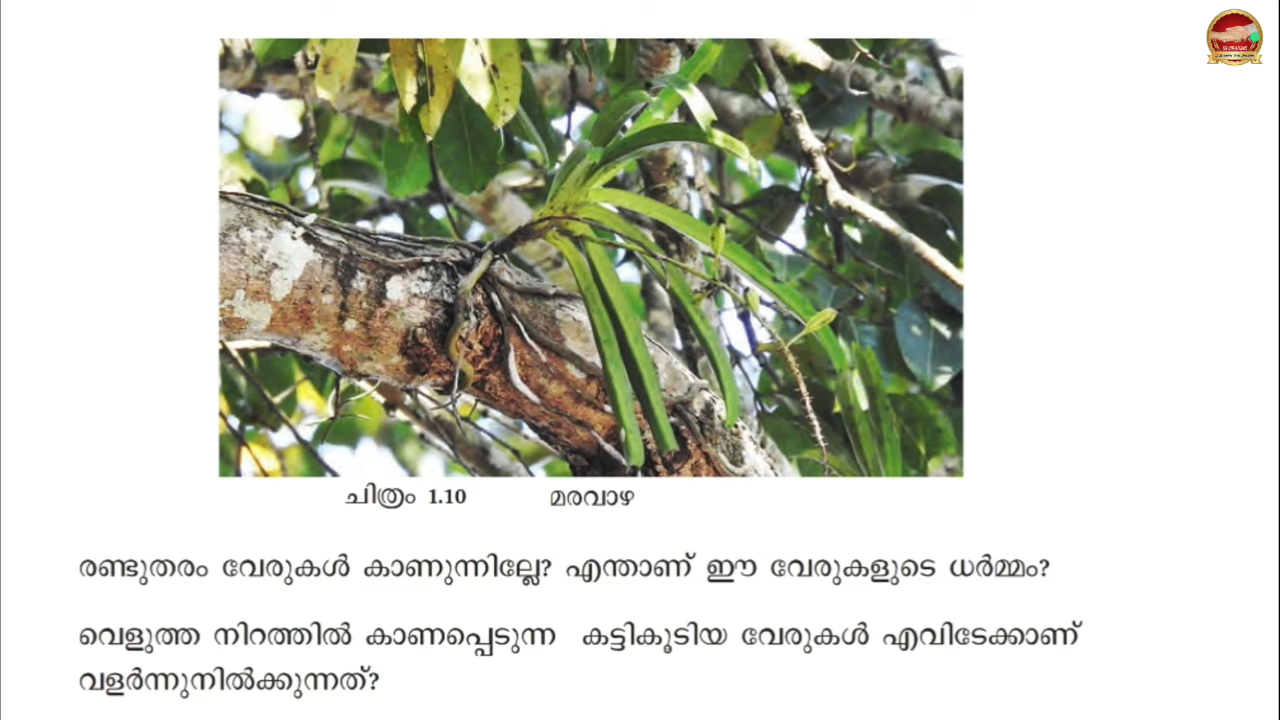 ചിത്രം 1.10 മരവാഴ
രണ്ടുതരം വേരുകൾ കാണുന്നില്ലേ? എന്താണ് ഈ വേരുകളുടെ ധർമ്മം?
വെളുത്ത നിറത്തിൽ കാണപ്പെടുന്ന കട്ടികൂടിയ വേരുകൾ എവിടേക്കാണ്
വളർന്നുനിൽക്കുന്നത്?